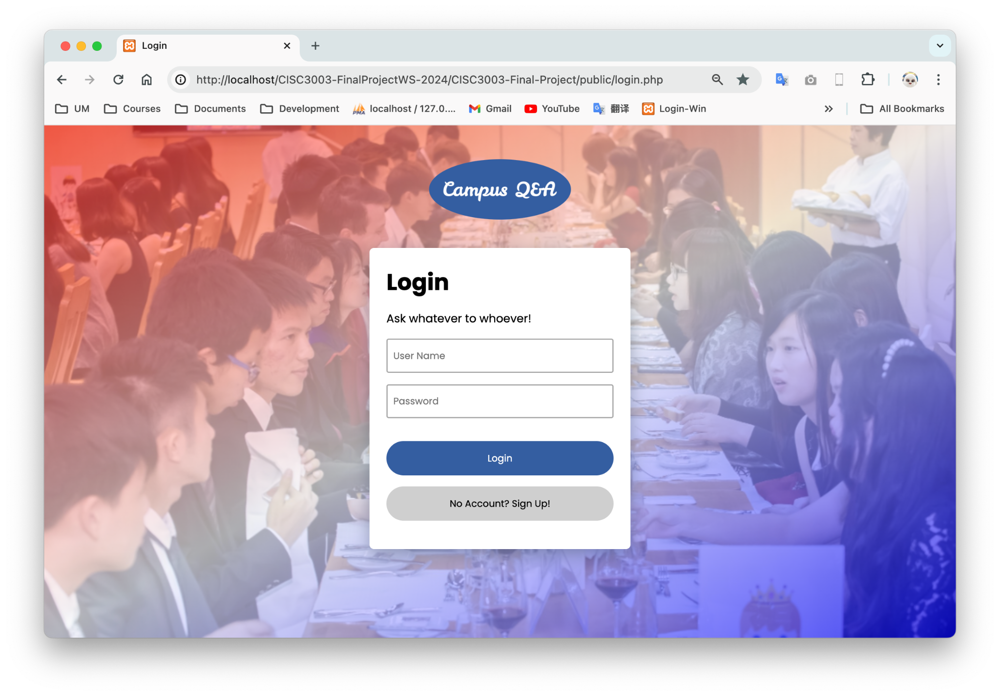 Login
http://localhost/CISC3003-FinalProjectWS-2024/CISC3003-Final-Project/public/login.php
UM Courses Documents Development PMA localhost / 127.0.... Gmail YouTube 翻译 Login-Win All Bookmarks
Campus Q&A
Login
Ask whatever to whoever!
User Name
Password
Login
No Account? Sign Up!